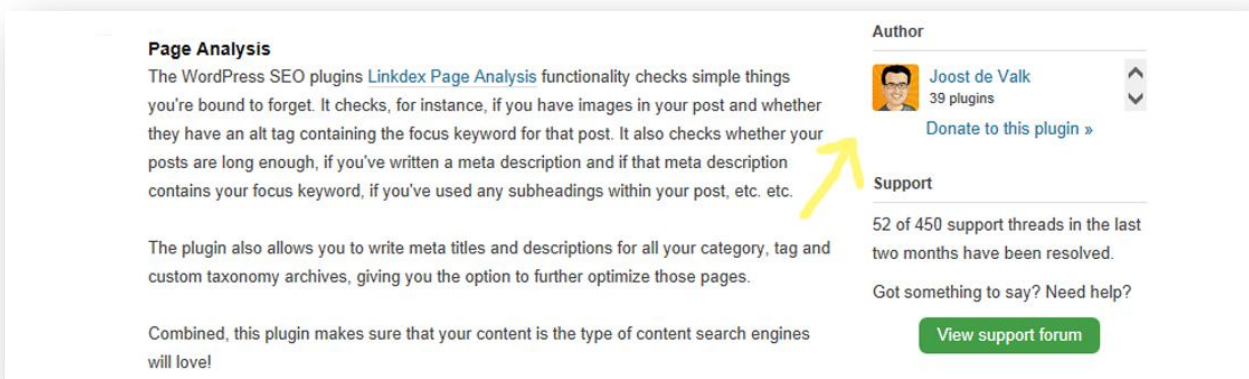 Page Analysis
The WordPress SEO plugins Linkdex Page Analysis functionality checks simple things
you're bound to forget. It checks, for instance, if you have images in your post and whether
they have an alt tag containing the focus keyword for that post. It also checks whether your
posts are long enough, if you've written a meta description and if that meta description
contains your focus keyword, if you've used any subheadings within your post, etc. etc.
The plugin also allows you to write meta titles and descriptions for all your category, tag and
custom taxonomy archives, giving you the option to further optimize those pages.
Combined, this plugin makes sure that your content is the type of content search engines
will love!
Author
Joost de Valk
39 plugins
Donate to this plugin »
Support
52 of 450 support threads in the last
two months have been resolved.
Got something to say? Need help?
View support forum